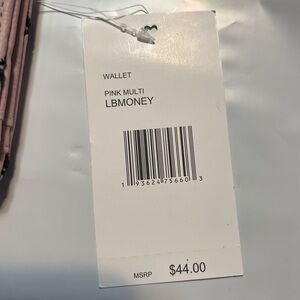 WALLET
PINK MULTI
LBMONEY
1 93624 75660 3
MSRP $44.00